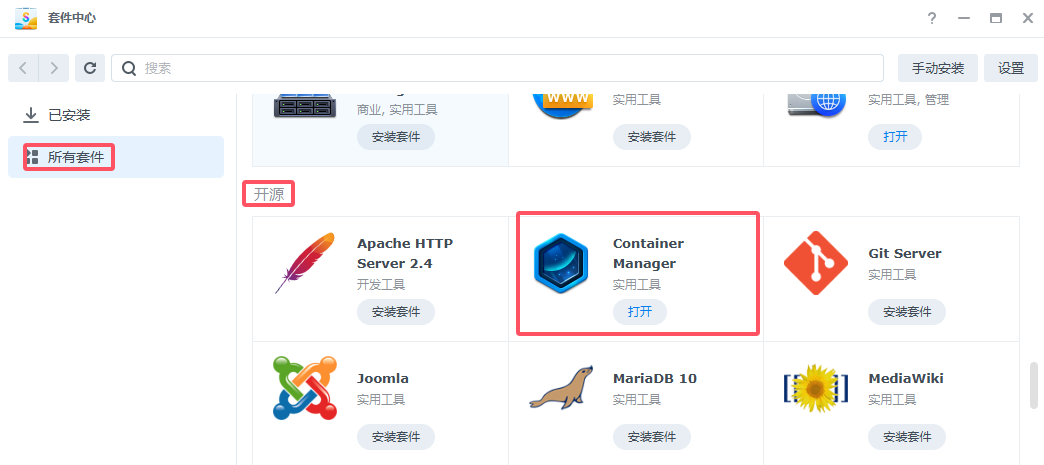 套件中心
搜索
手动安装
设置
已安装
所有套件
商业, 实用工具
安装套件
www
实用工具
安装套件
实用工具, 管理
打开
开源
Apache HTTP
Server 2.4
开发工具
安装套件
Container
Manager
实用工具
打开
Git Server
实用工具
安装套件
Joomla
实用工具
安装套件
MariaDB 10
实用工具
安装套件
MediaWiki
实用工具
安装套件